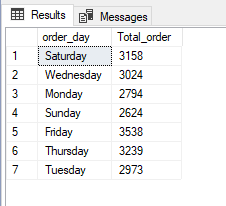 Results Messages
order_day Total_order
1 Saturday 3158
2 Wednesday 3024
3 Monday 2794
4 Sunday 2624
5 Friday 3538
6 Thursday 3239
7 Tuesday 2973